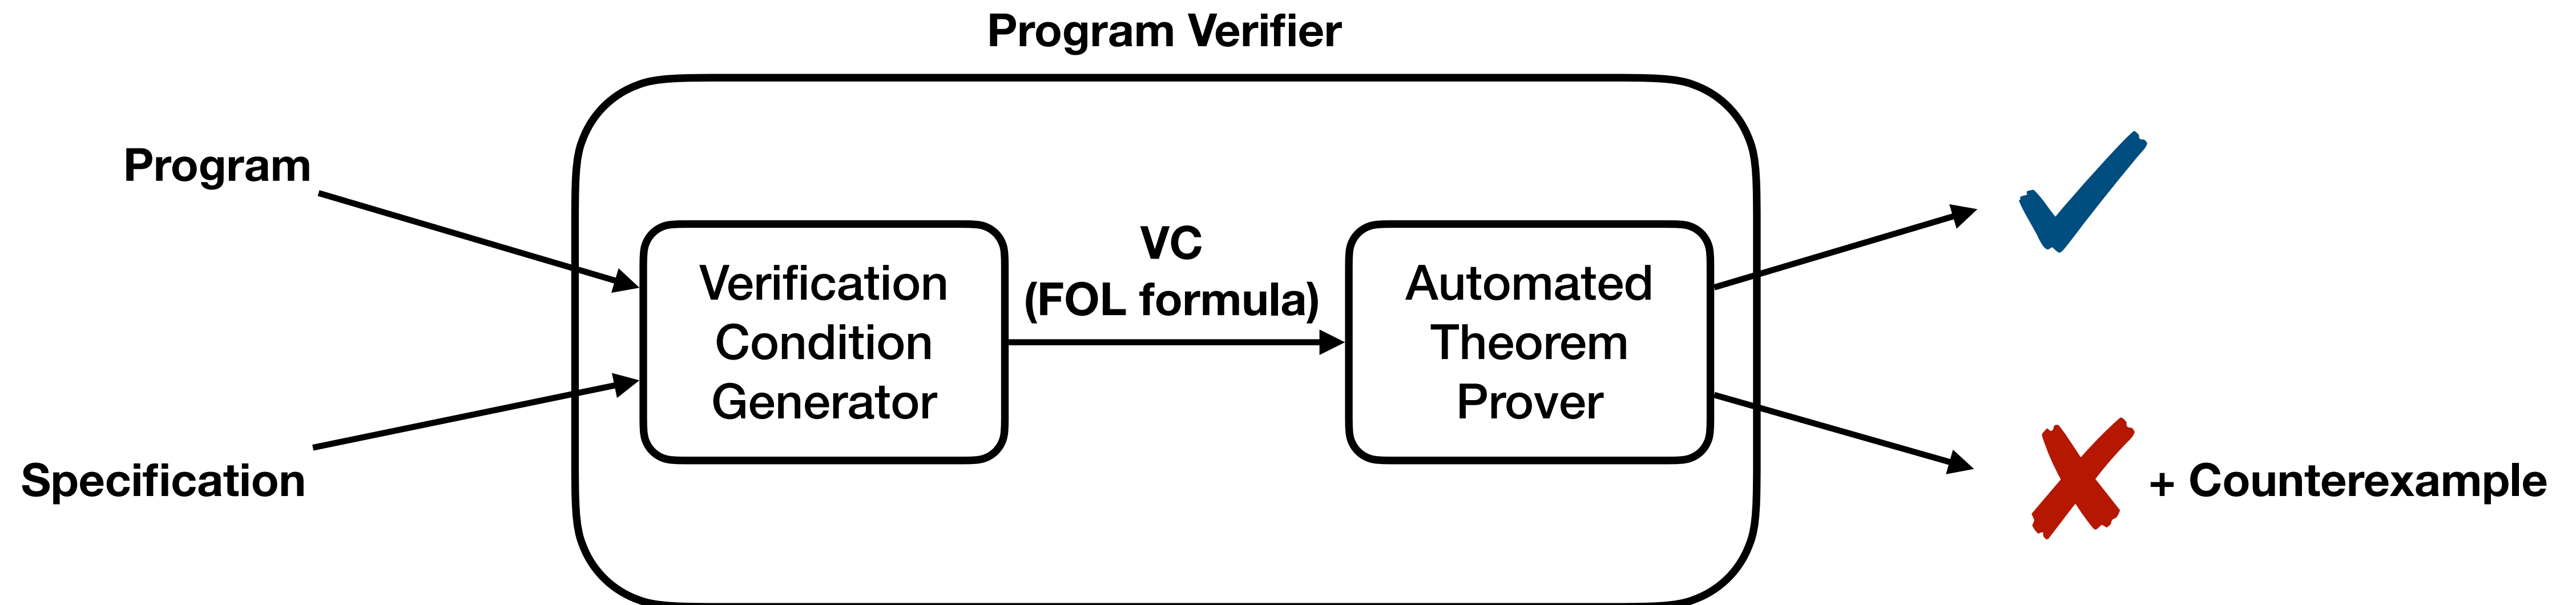 Program Verifier
Program
Specification
Verification
Condition
Generator
VC
(FOL formula)
Automated
Theorem
Prover
+ Counterexample